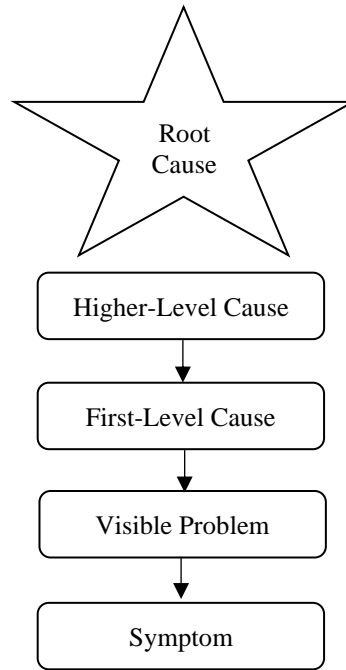 Root
Cause
Higher-Level Cause
First-Level Cause
Visible Problem
Symptom